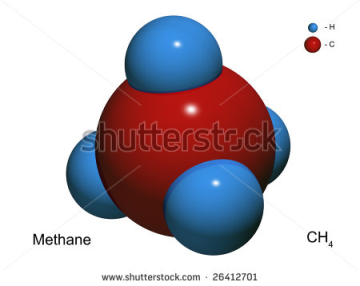 - H
- C
shutterstock
Methane
CH₄
www.shutterstock.com · 26412701